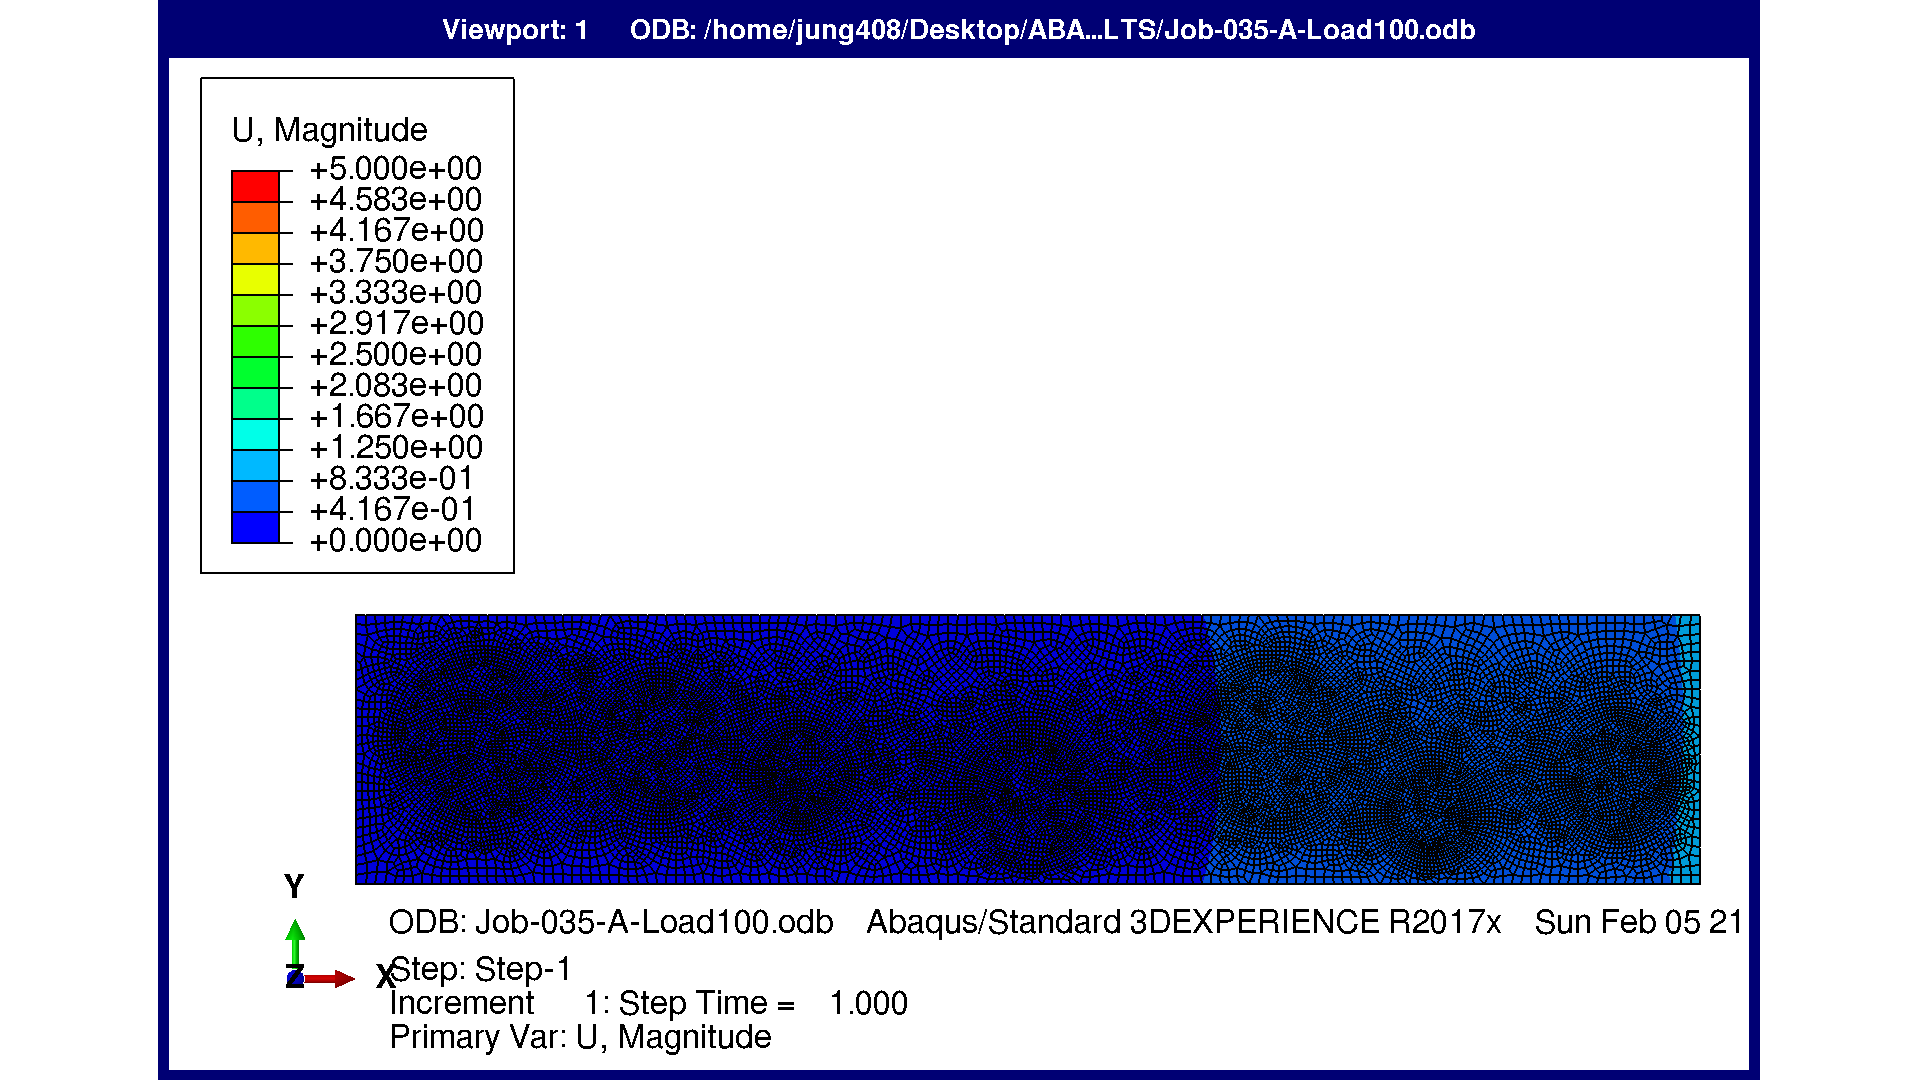 Viewport: 1 ODB: /home/jung408/Desktop/ABA...LTS/Job-035-A-Load100.odb
U, Magnitude
+5.000e+00
+4.583e+00
+4.167e+00
+3.750e+00
+3.333e+00
+2.917e+00
+2.500e+00
+2.083e+00
+1.667e+00
+1.250e+00
+8.333e-01
+4.167e-01
+0.000e+00
Y
Z
X
ODB: Job-035-A-Load100.odb Abaqus/Standard 3DEXPERIENCE R2017x Sun Feb 05 21
Step: Step-1
Increment 1: Step Time = 1.000
Primary Var: U, Magnitude